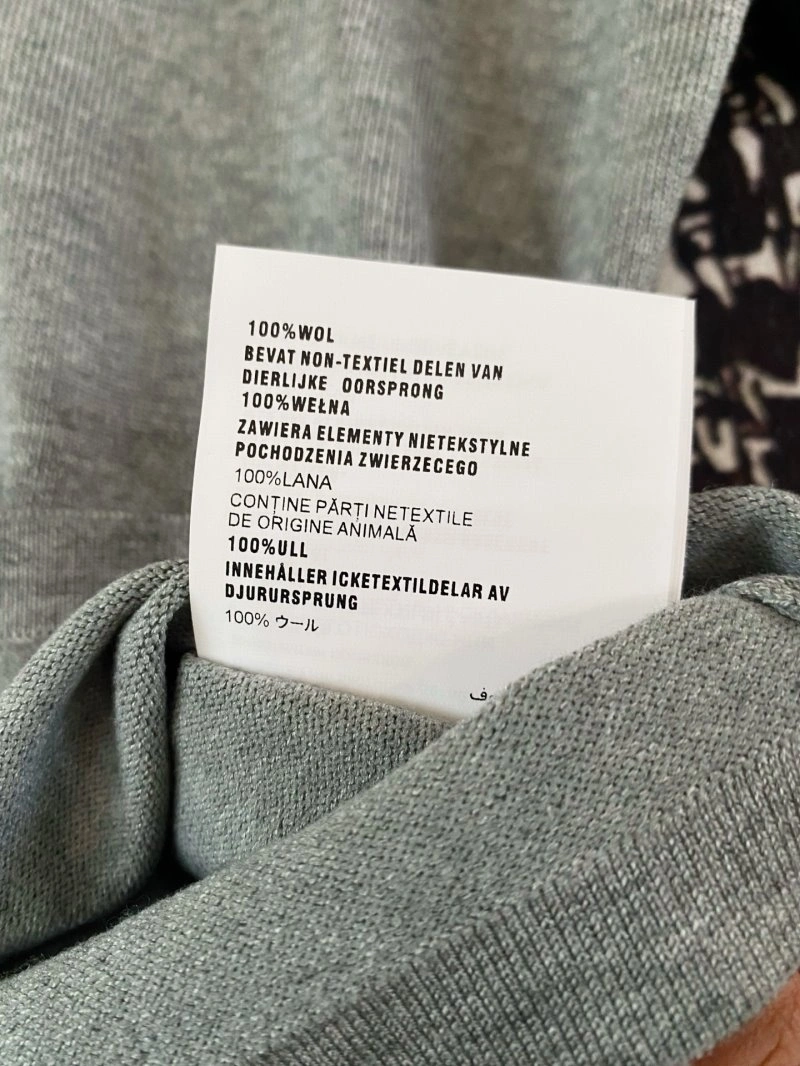 100%WOL
BEVAT NON-TEXTIEL DELEN VAN
DIERLIJKE OORSPRONG
100%WEŁNA
ZAWIERA ELEMENTY NIETEKSTYLNE
POCHODZENIA ZWIERZECEGO
100%LANA
CONȚINE PĂRȚI NETEXTILE
DE ORIGINE ANIMALĂ
100%ULL
INNEHÅLLER ICKETEXTILDELAR AV
DJURURSPRUNG
100% ウール